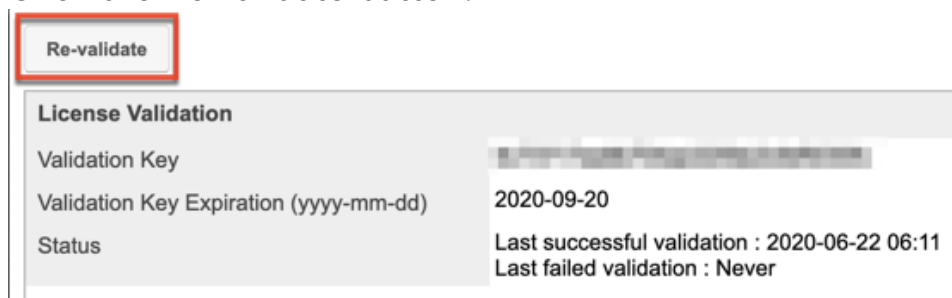 Re-validate
License Validation
Validation Key
Validation Key Expiration (yyyy-mm-dd) 2020-09-20
Status Last successful validation : 2020-06-22 06:11
Last failed validation : Never